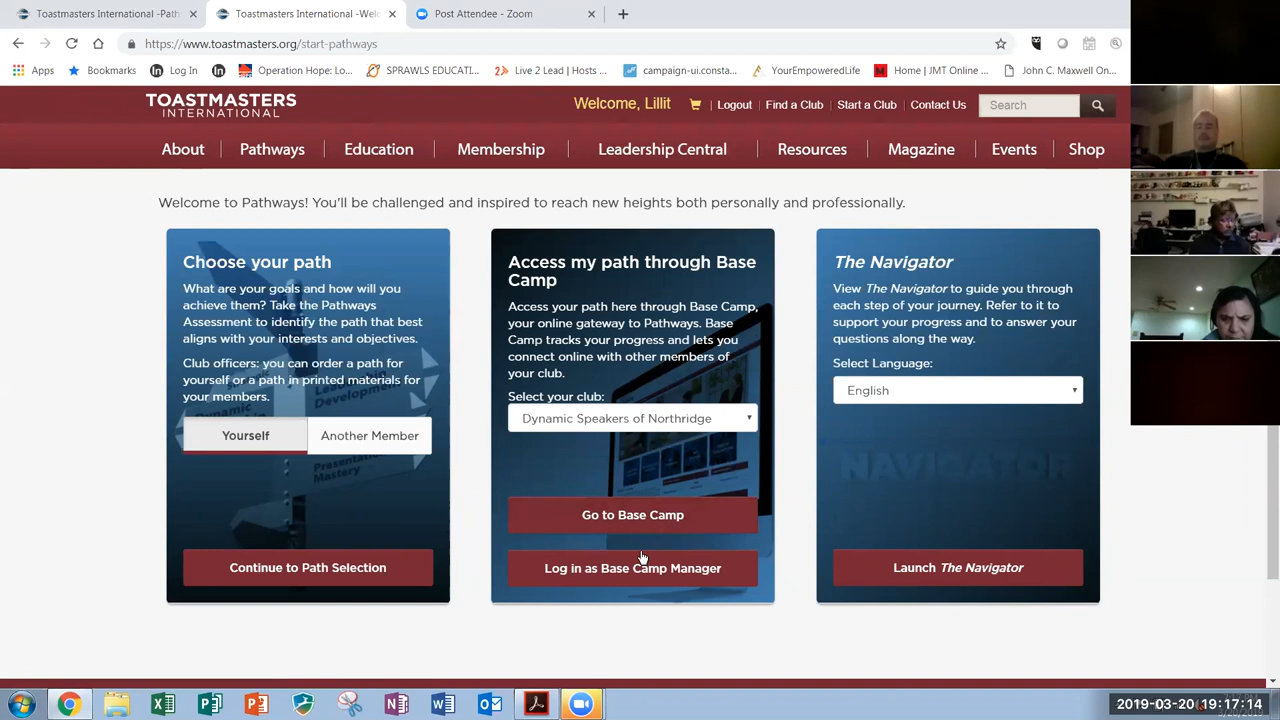 Toastmasters International -Path
Toastmasters International -Welc
Post Attendee - Zoom
https://www.toastmasters.org/start-pathways
Apps
Bookmarks
Log In
Operation Hope: Lo...
SPRAWLS EDUCATI...
Live 2 Lead | Hosts ...
campaign-ui.consta...
YourEmpoweredLife
Home | JMT Online ...
John C. Maxwell On...
TOASTMASTERS
INTERNATIONAL
Welcome, Lillit
Logout
Find a Club
Start a Club
Contact Us
Search
About
Pathways
Education
Membership
Leadership Central
Resources
Magazine
Events
Shop
Welcome to Pathways! You'll be challenged and inspired to reach new heights both personally and professionally.
Choose your path
What are your goals and how will you
achieve them? Take the Pathways
Assessment to identify the path that best
aligns with your interests and objectives.
Club officers: you can order a path for
yourself or a path in printed materials for
your members.
Yourself
Another Member
Continue to Path Selection
Access my path through Base
Camp
Access your path here through Base Camp,
your online gateway to Pathways. Base
Camp tracks your progress and lets you
connect online with other members of
your club.
Select your club:
Dynamic Speakers of Northridge
Go to Base Camp
Log in as Base Camp Manager
The Navigator
View The Navigator to guide you through
each step of your journey. Refer to it to
support your progress and to answer your
questions along the way.
Select Language:
English
NAVIGATOR
Launch The Navigator
2019-03-20 19:17:14